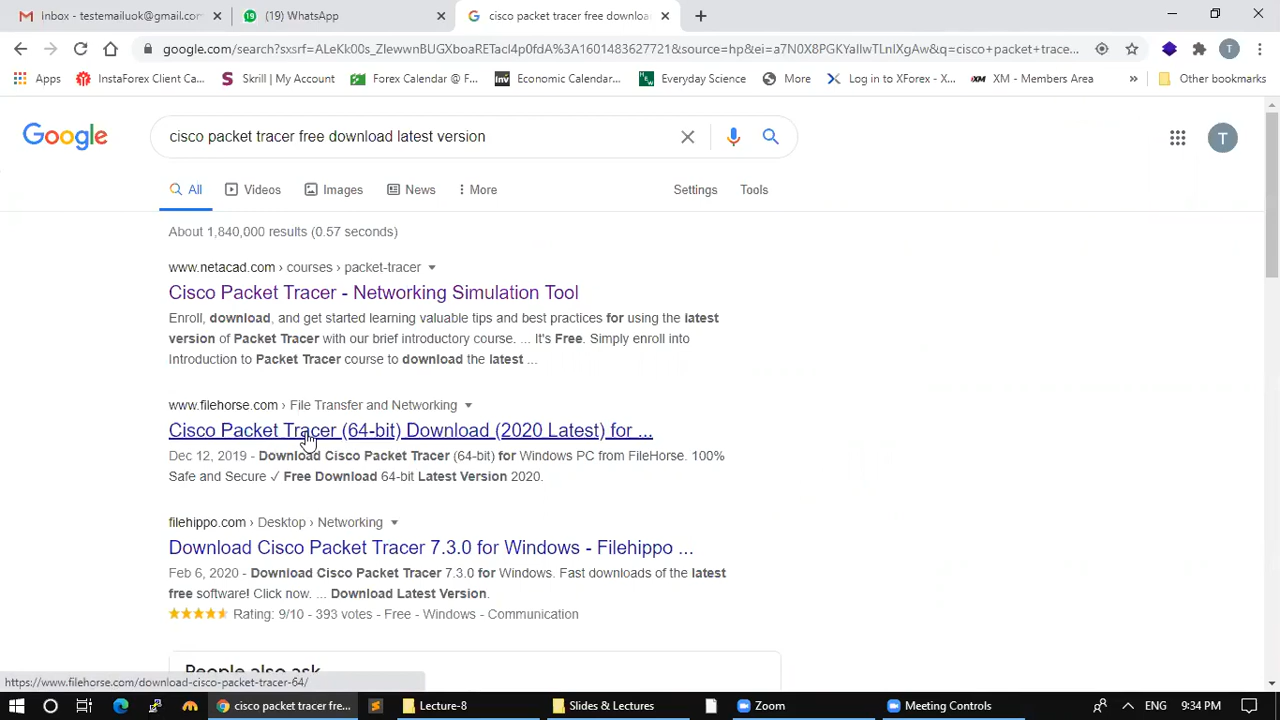 Inbox - testemailuok@gmail.com
(19) WhatsApp
cisco packet tracer free downloa
google.com/search?sxsrf=ALeKk00s_ZlewwnBUGXboaRETacl4p0fdA%3A1601483627721&source=hp&ei=a7N0X8PGKYaIlwTLnIXgAw&q=cisco+packet+trace...
T
Apps
InstaForex Client Ca...
Skrill | My Account
Forex Calendar @ F...
Economic Calendar...
Everyday Science
More
Log in to XForex - X...
XM - Members Area
»
Other bookmarks
Google
cisco packet tracer free download latest version
T
All
Videos
Images
News
More
Settings
Tools
About 1,840,000 results (0.57 seconds)
www.netacad.com › courses › packet-tracer
Cisco Packet Tracer - Networking Simulation Tool
Enroll, download, and get started learning valuable tips and best practices for using the latest
version of Packet Tracer with our brief introductory course. ... It's Free. Simply enroll into
Introduction to Packet Tracer course to download the latest ...
www.filehorse.com › File Transfer and Networking
Cisco Packet Tracer (64-bit) Download (2020 Latest) for ...
Dec 12, 2019 - Download Cisco Packet Tracer (64-bit) for Windows PC from FileHorse. 100%
Safe and Secure ✓ Free Download 64-bit Latest Version 2020.
filehippo.com › Desktop › Networking
Download Cisco Packet Tracer 7.3.0 for Windows - Filehippo ...
Feb 6, 2020 - Download Cisco Packet Tracer 7.3.0 for Windows. Fast downloads of the latest
free software! Click now. ... Download Latest Version.
Rating: 9/10 - 393 votes - Free - Windows - Communication
People also ask
https://www.filehorse.com/download-cisco-packet-tracer-64/
cisco packet tracer fre...
Lecture-8
Slides & Lectures
Zoom
Meeting Controls
ENG
9:34 PM